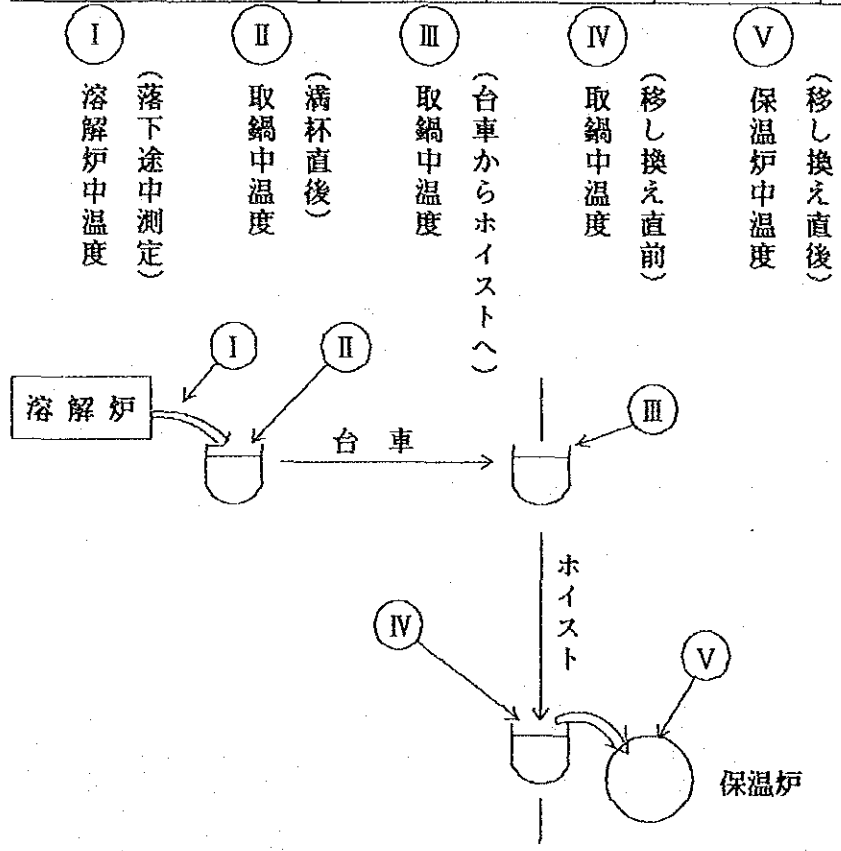 Ⅰ
溶解炉中温度
(落下途中測定)
Ⅱ
取鍋中温度
(満杯直後)
Ⅲ
取鍋中温度
(台車からホイストへ)
Ⅳ
取鍋中温度
(移し換え直前)
Ⅴ
保温炉中温度
(移し換え直後)
Ⅰ
Ⅱ
溶解炉
台車
Ⅲ
ホイスト
Ⅳ
Ⅴ
保温炉